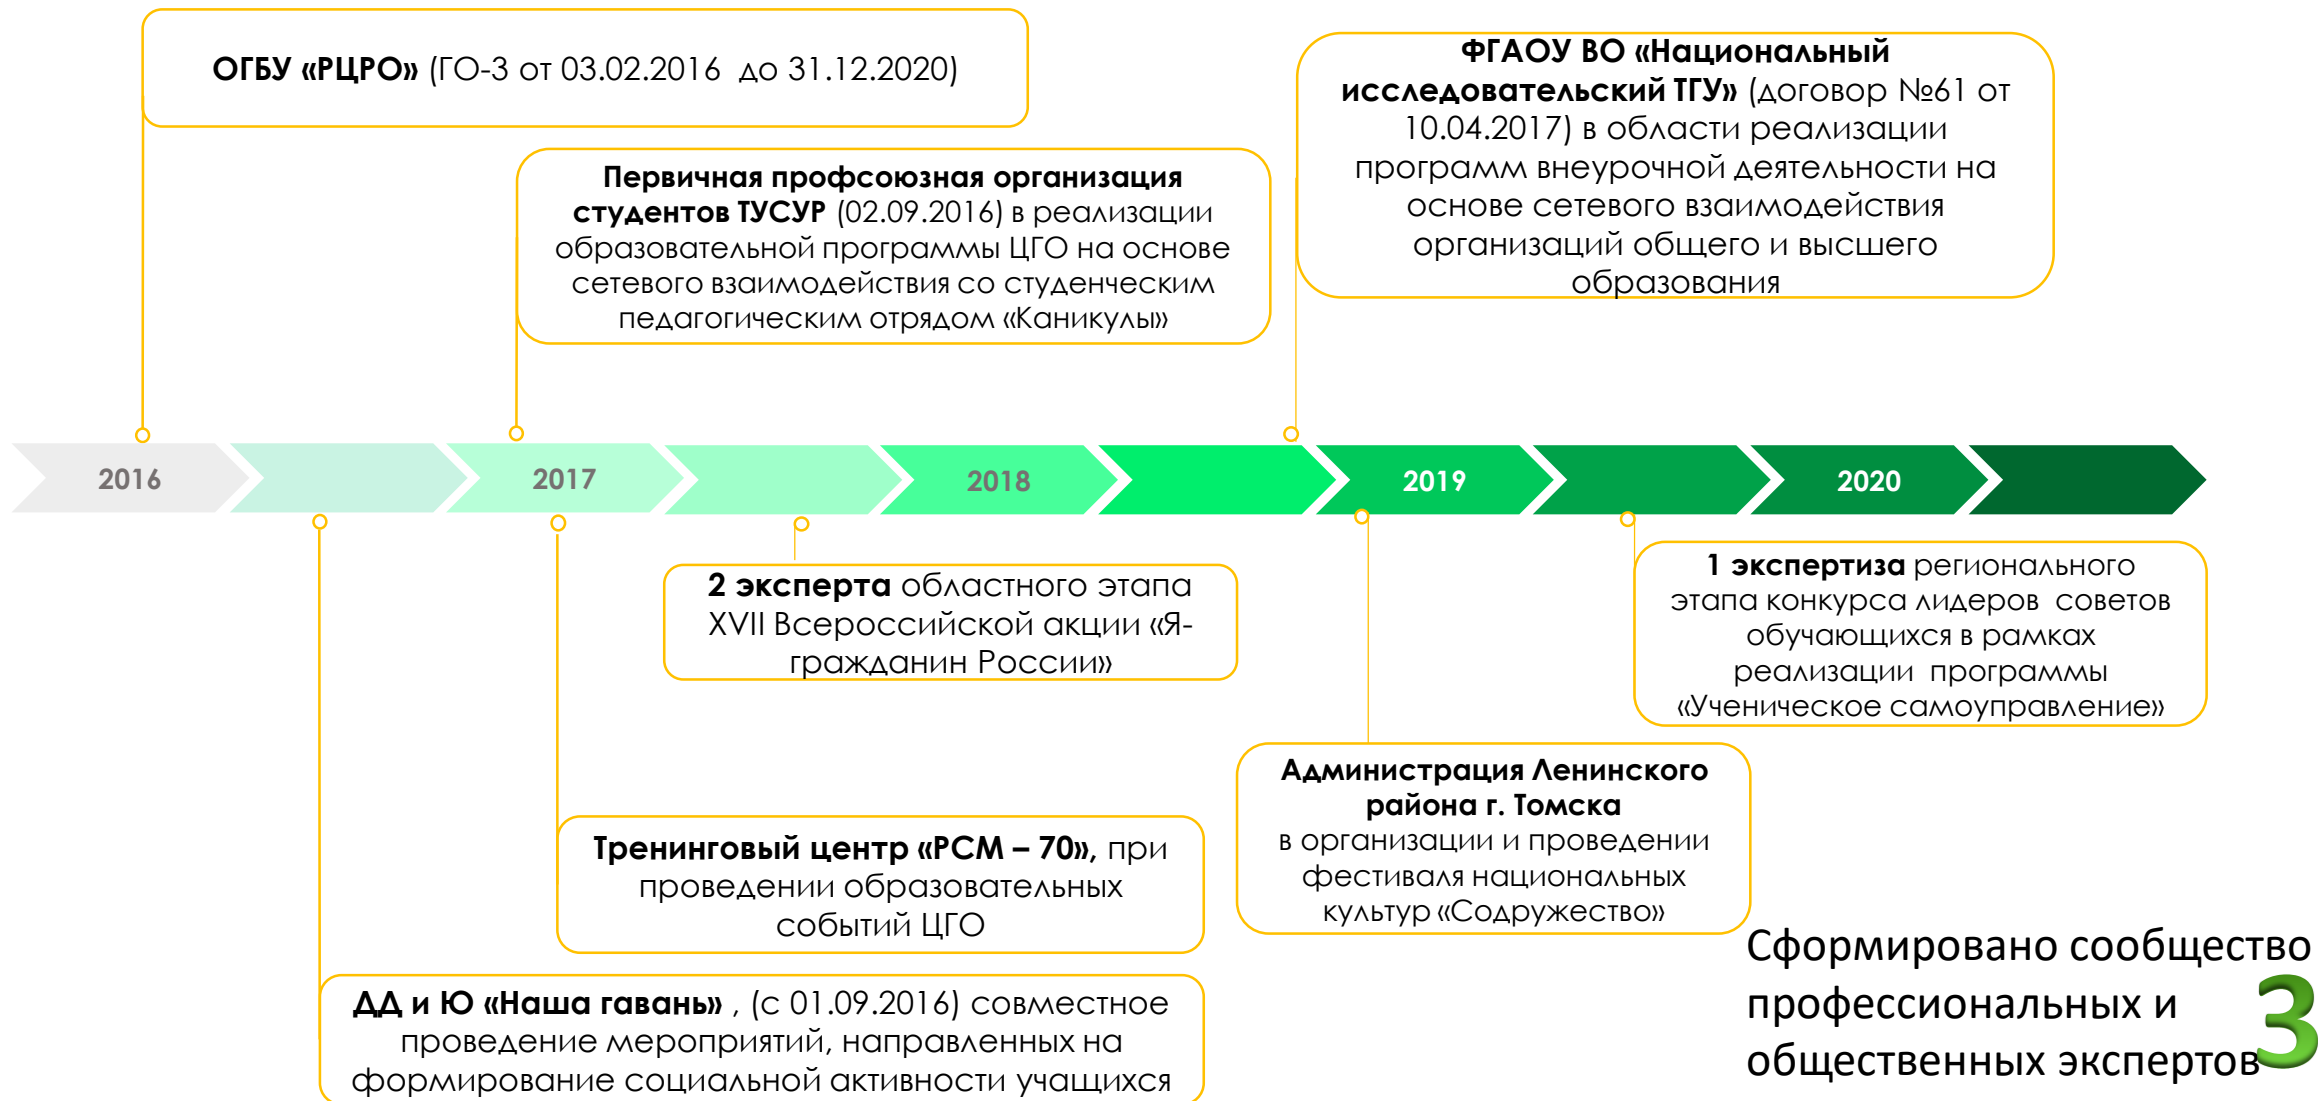 ОГБУ «РЦРО» (ГО-3 от 03.02.2016 до 31.12.2020)
Первичная профсоюзная организация
студентов ТУСУР (02.09.2016) в реализации
образовательной программы ЦГО на основе
сетевого взаимодействия со студенческим
педагогическим отрядом «Каникулы»
ФГАОУ ВО «Национальный
исследовательский ТГУ» (договор №61 от
10.04.2017) в области реализации
программ внеурочной деятельности на
основе сетевого взаимодействия
организаций общего и высшего
образования
2016
2017
2018
2019
2020
2 эксперта областного этапа
XVII Всероссийской акции «Я-
гражданин России»
1 экспертиза регионального
этапа конкурса лидеров советов
обучающихся в рамках
реализации программы
«Ученическое самоуправление»
Администрация Ленинского
района г. Томска
в организации и проведении
фестиваля национальных
культур «Содружество»
Тренинговый центр «РСМ – 70», при
проведении образовательных
событий ЦГО
ДД и Ю «Наша гавань» , (с 01.09.2016) совместное
проведение мероприятий, направленных на
формирование социальной активности учащихся
Сформировано сообщество
профессиональных и
общественных экспертов
3